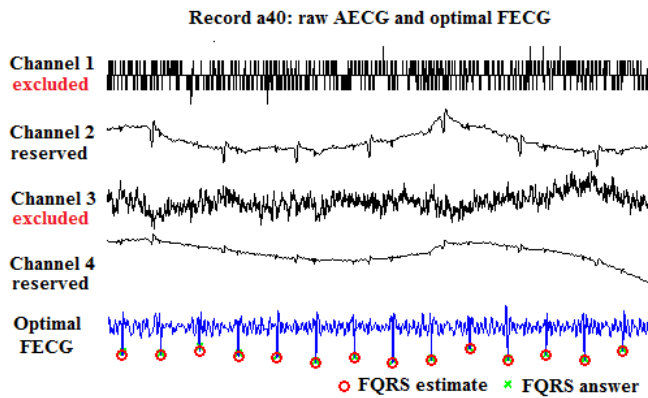 Record a40: raw AECG and optimal FECG
Channel 1
excluded
Channel 2
reserved
Channel 3
excluded
Channel 4
reserved
Optimal
FECG
FQRS estimate
FQRS answer